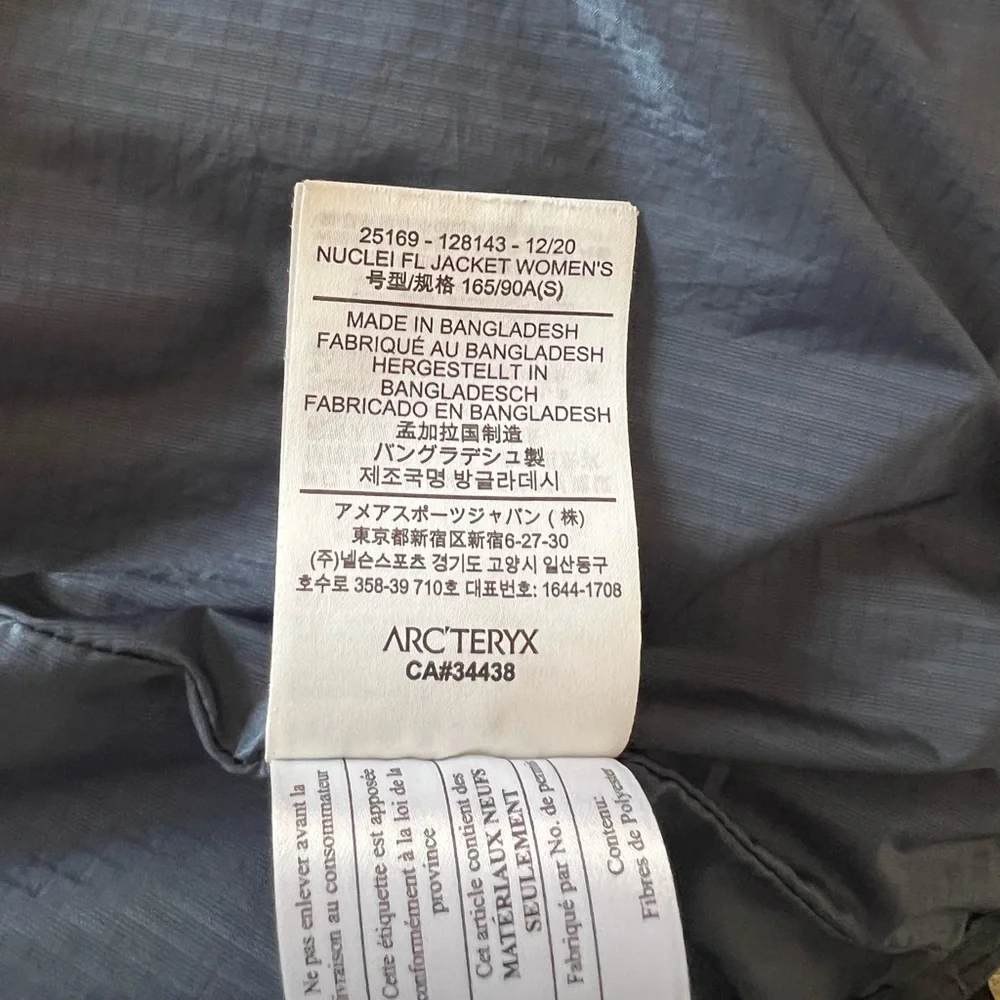 25169 - 128143 - 12/20
NUCLEI FL JACKET WOMEN'S
号型/规格 165/90A(S)
MADE IN BANGLADESH
FABRIQUÉ AU BANGLADESH
HERGESTELLT IN
BANGLADESCH
FABRICADO EN BANGLADESH
孟加拉国制造
バングラデシュ製
제조국명 방글라데시
アメアスポーツジャパン (株)
東京都新宿区新宿6-27-30
(주)넬슨스포츠 경기도 고양시 일산동구
호수로 358-39 710호 대표번호: 1644-1708
ARC'TERYX
CA#34438
Ne pas enlever avant la
livraison au consommateur
Cette étiquette est apposée
conformément à la loi de la
province
Cet article contient des
MATÉRIAUX NEUFS
SEULEMENT
Fabriqué par No. de
Contenu:
Fibres de